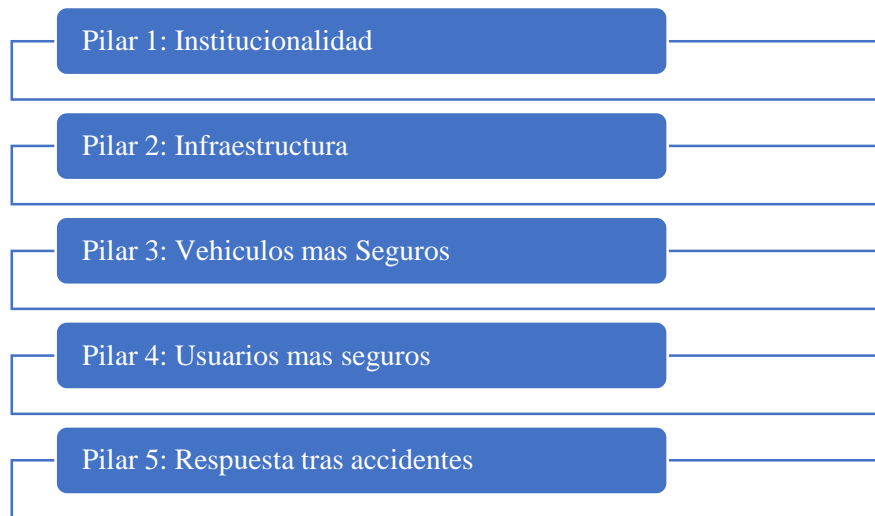 Pilar 1: Institucionalidad
Pilar 2: Infraestructura
Pilar 3: Vehiculos mas Seguros
Pilar 4: Usuarios mas seguros
Pilar 5: Respuesta tras accidentes